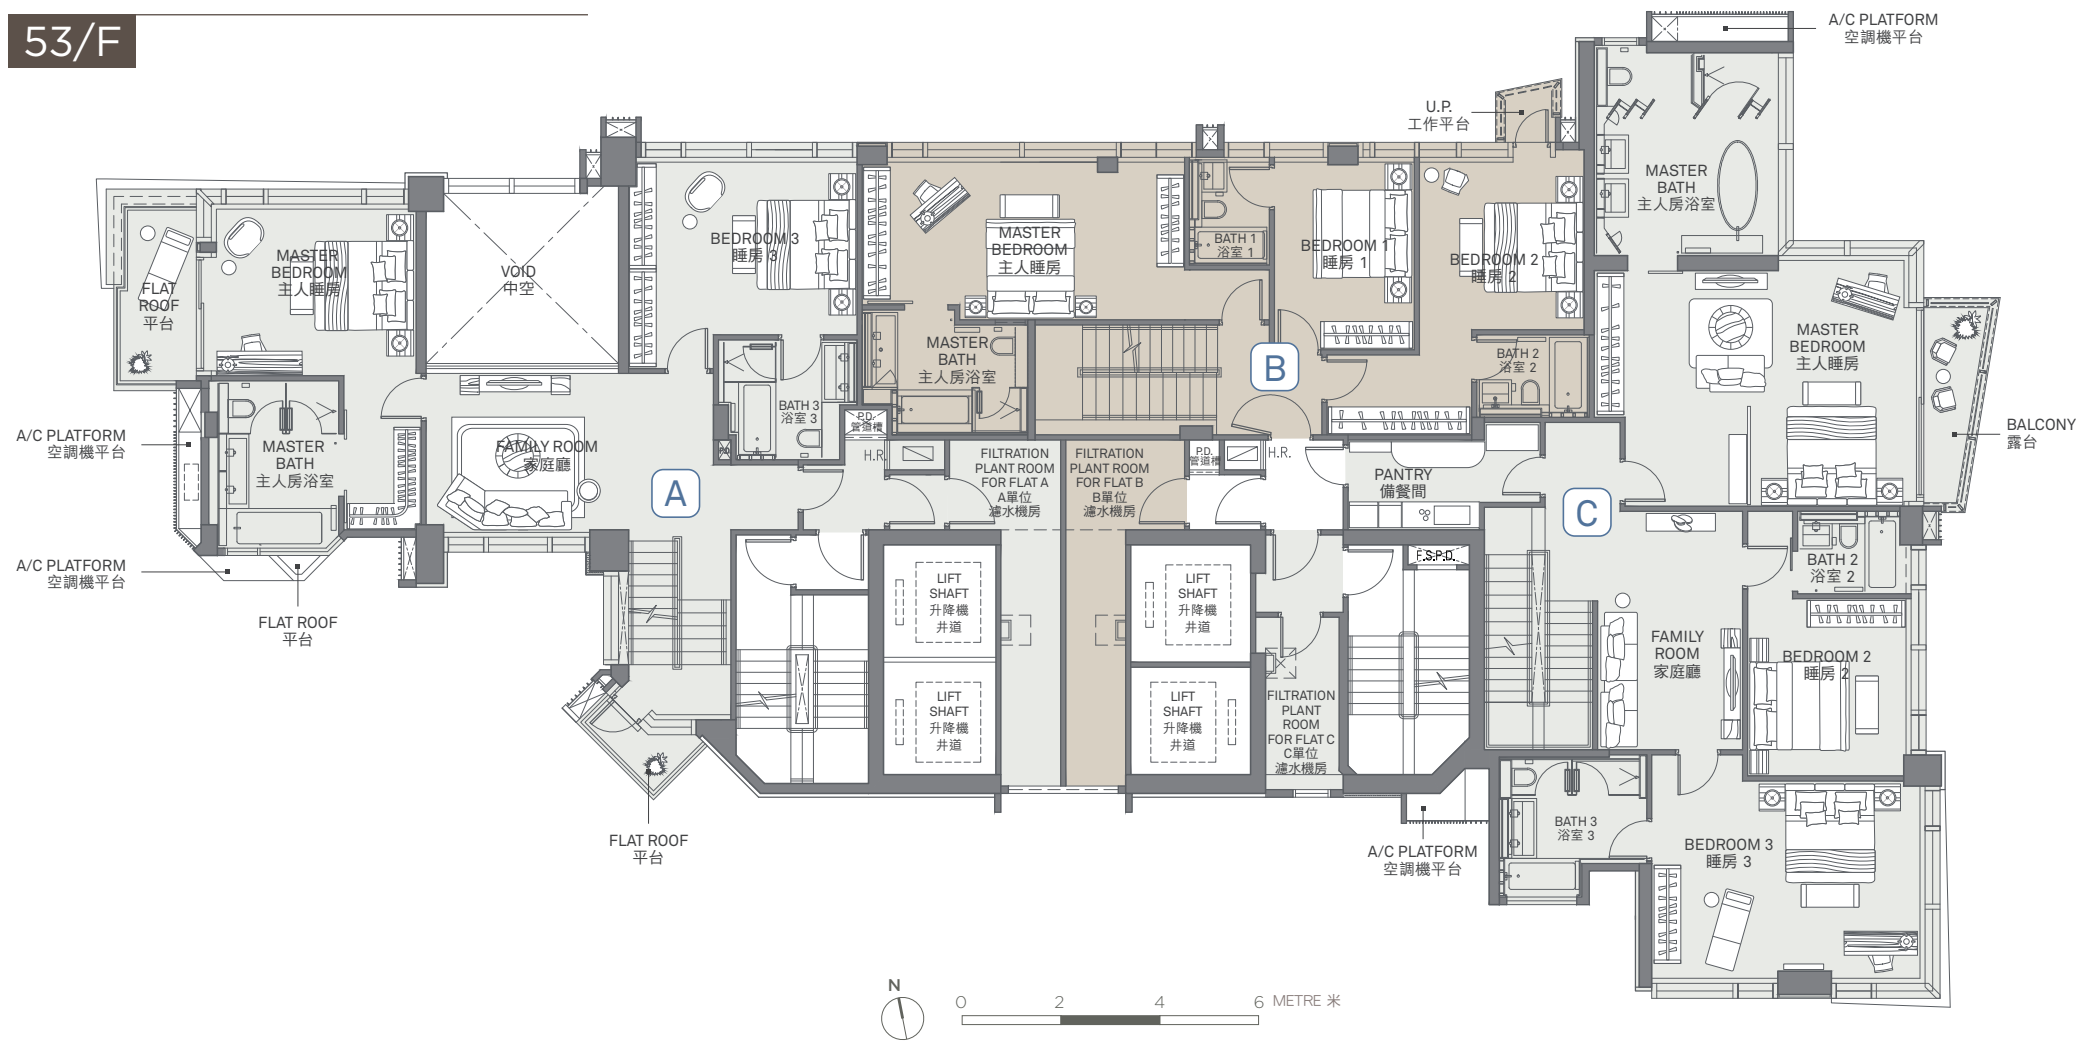 53/F
A/C PLATFORM
空調機平台
U.P.
工作平台
MASTER
BATH
主人房浴室
BEDROOM 3
睡房 3
MASTER
BEDROOM
主人睡房
BATH 1
浴室 1
BEDROOM 1
睡房 1
BEDROOM 2
睡房 2
MASTER
BEDROOM
主人睡房
VOID
中空
FLAT
ROOF
平台
MASTER
BEDROOM
主人睡房
MASTER
BATH
主人房浴室
B
BATH 2
浴室 2
BATH 3
浴室 3
P.D.
管道槽
BALCONY
露台
A/C PLATFORM
空調機平台
MASTER
BATH
主人房浴室
FAMILY ROOM
家庭廳
A
H.R.
FILTRATION
PLANT ROOM
FOR FLAT A
A單位
濾水機房
FILTRATION
PLANT ROOM
FOR FLAT B
B單位
濾水機房
P.D.
管道槽
H.R.
PANTRY
備餐間
C
A/C PLATFORM
空調機平台
FLAT ROOF
平台
LIFT
SHAFT
升降機
井道
LIFT
SHAFT
升降機
井道
F.S.P.D.
BATH 2
浴室 2
FAMILY
ROOM
家庭廳
BEDROOM 2
睡房 2
LIFT
SHAFT
升降機
井道
LIFT
SHAFT
升降機
井道
FILTRATION
PLANT
ROOM
FOR FLAT C
C單位
濾水機房
FLAT ROOF
平台
A/C PLATFORM
空調機平台
BATH 3
浴室 3
BEDROOM 3
睡房 3
N
0 2 4 6 METRE 米